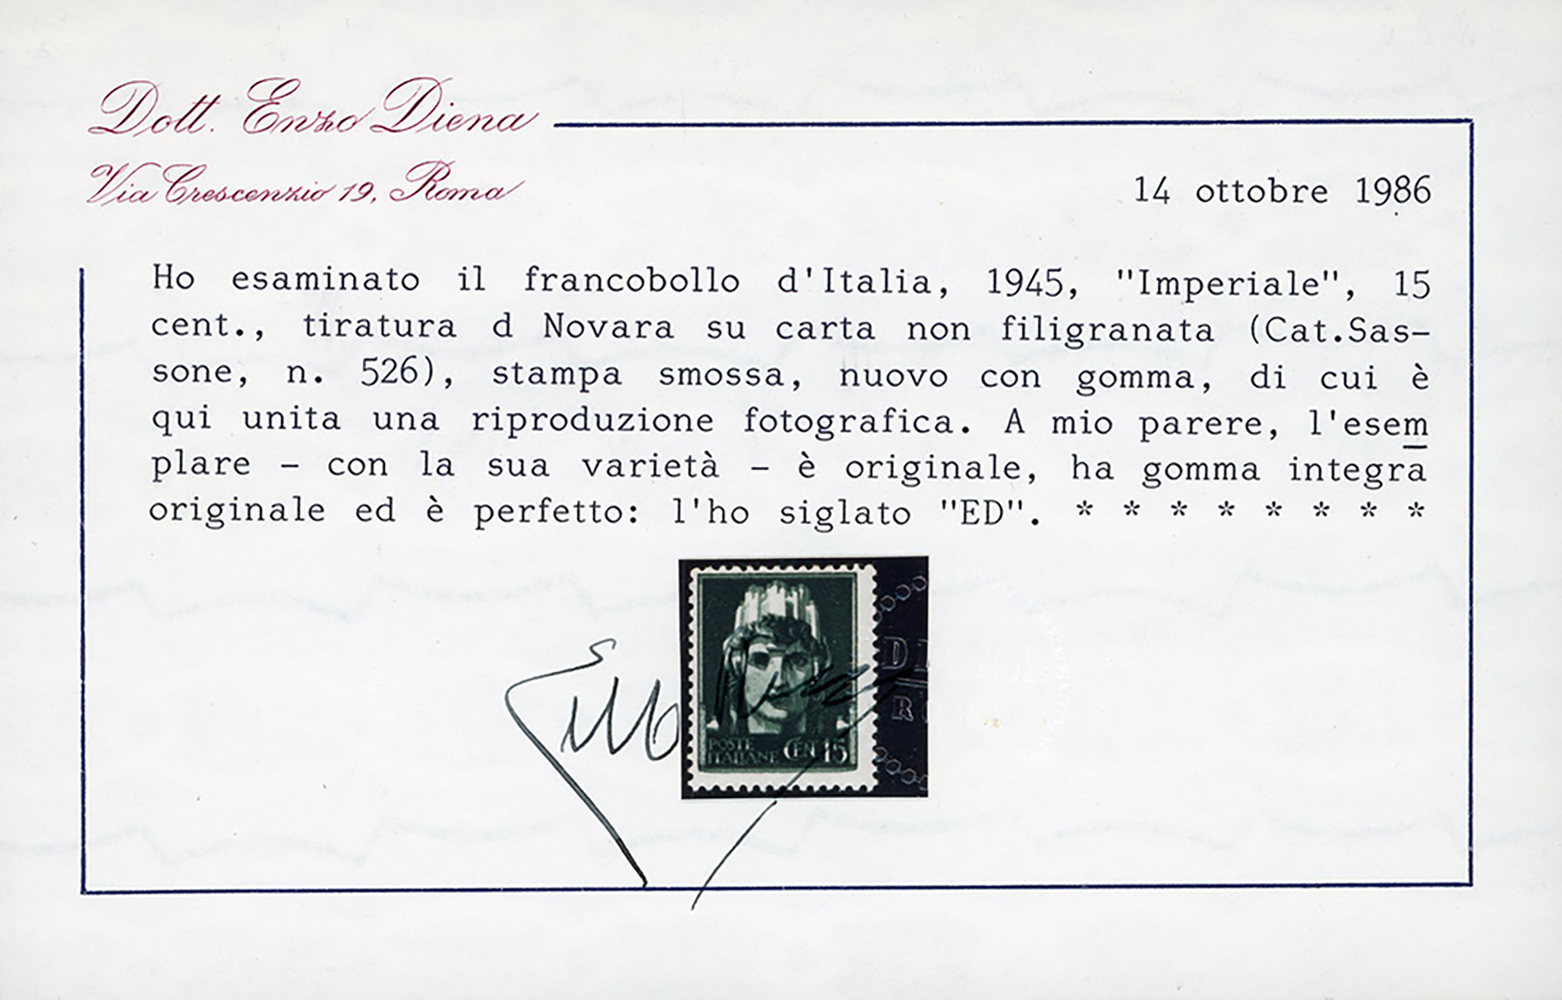 Dott. Enzo Diena
Via Crescenzio 19, Roma
14 ottobre 1986
Ho esaminato il francobollo d'Italia, 1945, "Imperiale", 15
cent., tiratura d Novara su carta non filigranata (Cat.Sas–
sone, n. 526), stampa smossa, nuovo con gomma, di cui è
qui unita una riproduzione fotografica. A mio parere, l'esem
plare – con la sua varietà – è originale, ha gomma integra
originale ed è perfetto: l'ho siglato "ED". * * * * * * * *
POSTE
ITALIANE CEN 15
DI
R